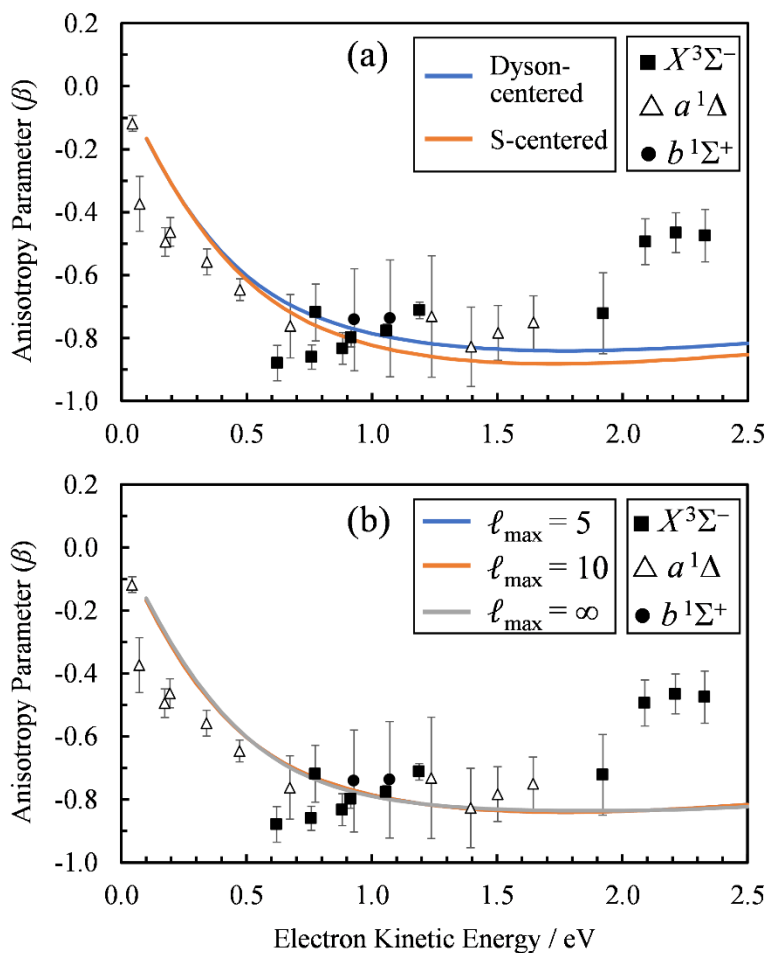 0.2
0.0
-0.2
-0.4
-0.6
-0.8
-1.0
Anisotropy Parameter (β)
(a)
Dyson-
centered
S-centered
X³Σ⁻
a ¹Δ
b ¹Σ⁺
0.0 0.5 1.0 1.5 2.0 2.5
0.2
0.0
-0.2
-0.4
-0.6
-0.8
-1.0
Anisotropy Parameter (β)
(b)
ℓmax = 5
ℓmax = 10
ℓmax = ∞
X³Σ⁻
a ¹Δ
b ¹Σ⁺
0.0 0.5 1.0 1.5 2.0 2.5
Electron Kinetic Energy / eV